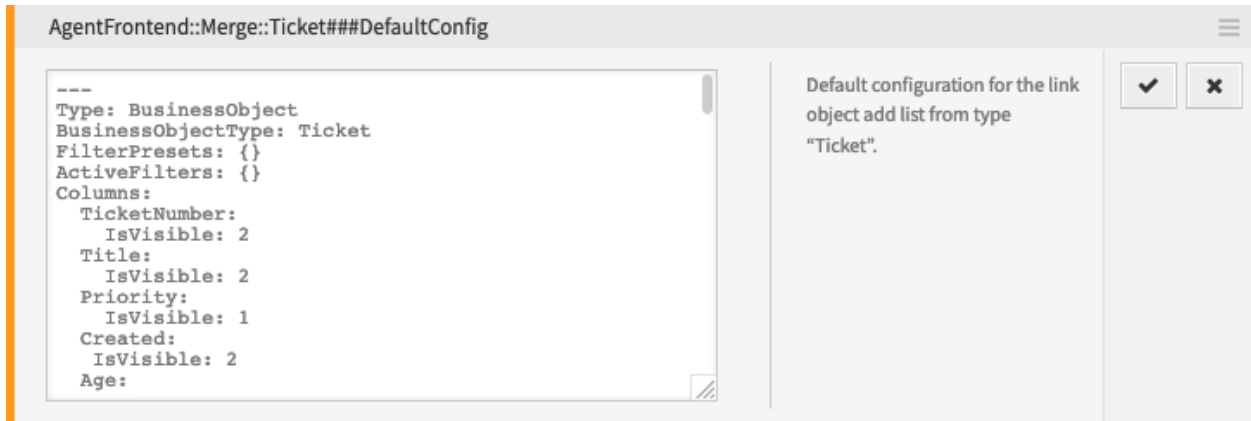 AgentFrontend::Merge::Ticket###DefaultConfig
---
Type: BusinessObject
BusinessObjectType: Ticket
FilterPresets: {}
ActiveFilters: {}
Columns:
  TicketNumber:
    IsVisible: 2
  Title:
    IsVisible: 2
  Priority:
    IsVisible: 1
  Created:
   IsVisible: 2
  Age:
Default configuration for the link
object add list from type
“Ticket”.